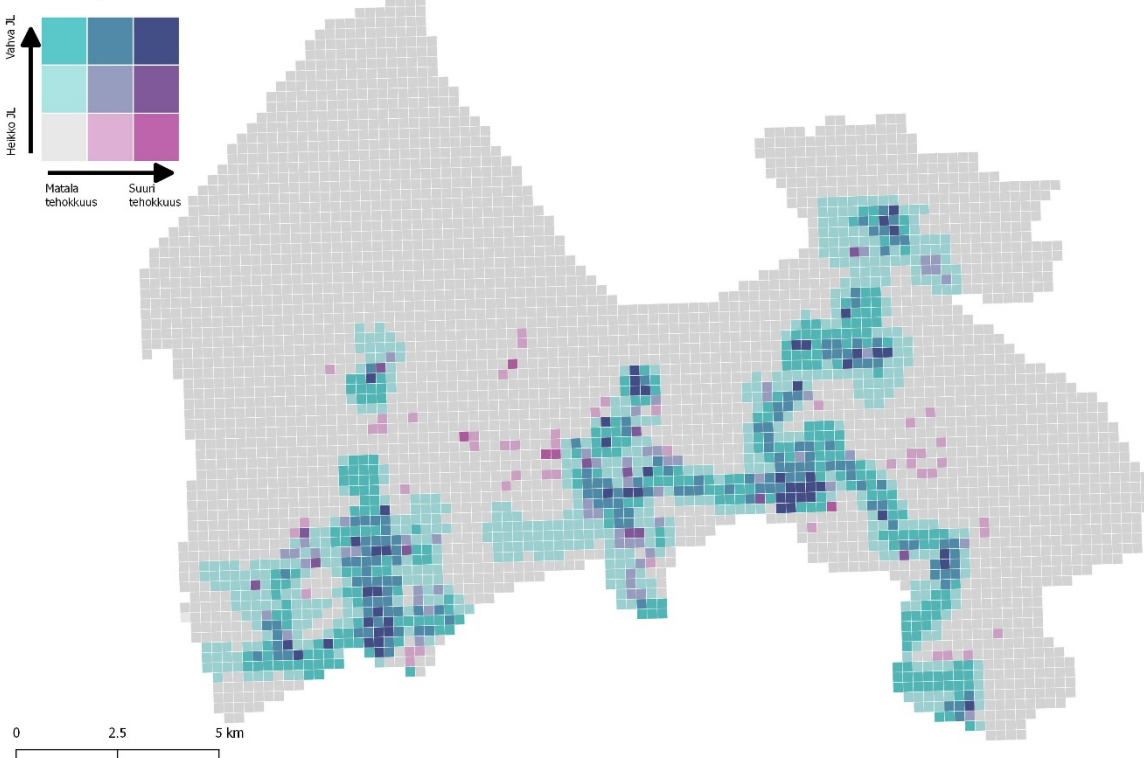 Vahva JL
Heikko JL
Matala
tehokkuus
Suuri
tehokkuus
0
2.5
5 km